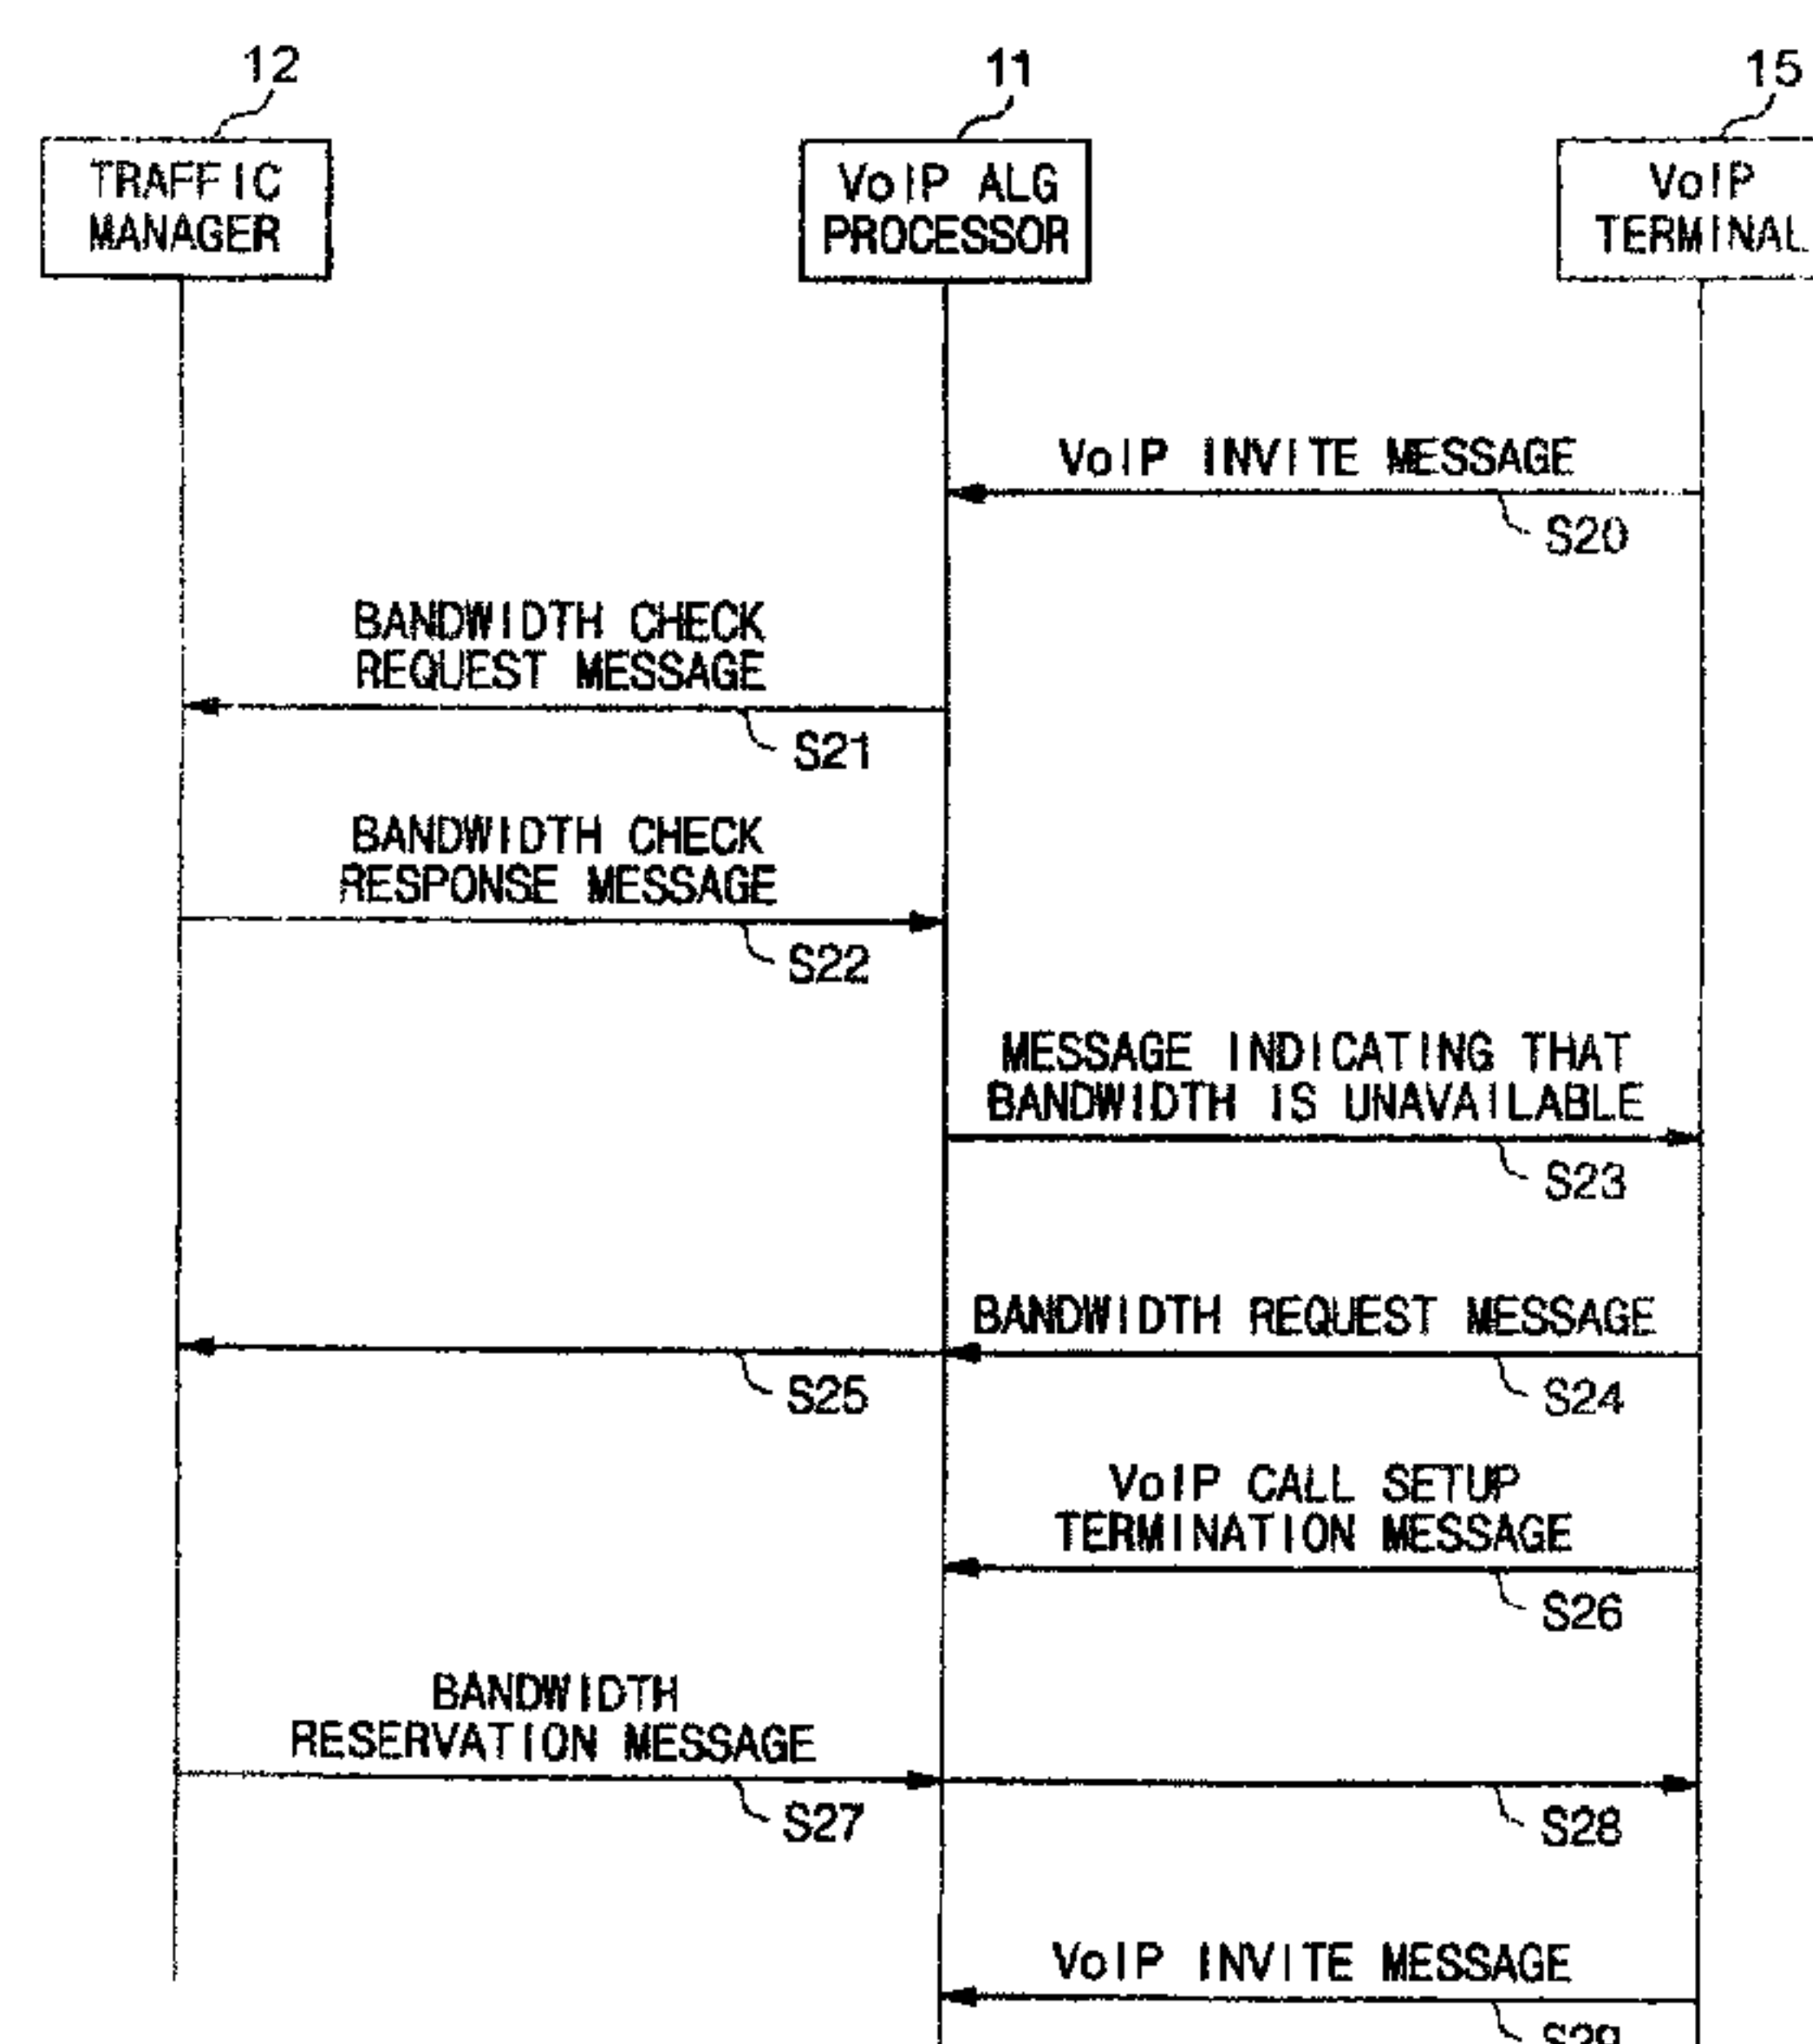 12
11
15
TRAFFIC
MANAGER
VoIP ALG
PROCESSOR
VoIP
TERMINAL
VoIP INVITE MESSAGE
S20
BANDWIDTH CHECK
REQUEST MESSAGE
S21
BANDWIDTH CHECK
RESPONSE MESSAGE
S22
MESSAGE INDICATING THAT
BANDWIDTH IS UNAVAILABLE
S23
BANDWIDTH REQUEST MESSAGE
S25
S24
VoIP CALL SETUP
TERMINATION MESSAGE
S26
BANDWIDTH
RESERVATION MESSAGE
S27
S28
VoIP INVITE MESSAGE
S29